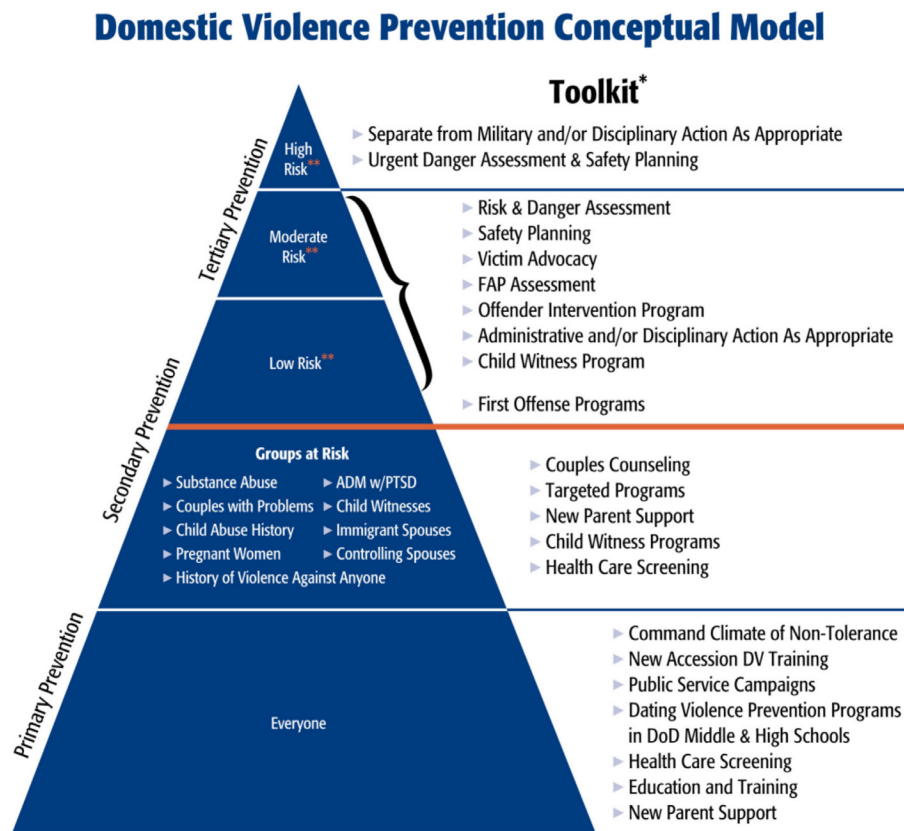 Domestic Violence Prevention Conceptual Model
Toolkit*
High
Risk**
Separate from Military and/or Disciplinary Action As Appropriate
Urgent Danger Assessment & Safety Planning
Tertiary Prevention
Moderate
Risk**
Low Risk**
Risk & Danger Assessment
Safety Planning
Victim Advocacy
FAP Assessment
Offender Intervention Program
Administrative and/or Disciplinary Action As Appropriate
Child Witness Program
First Offense Programs
Secondary Prevention
Groups at Risk
Substance Abuse
Couples with Problems
Child Abuse History
Pregnant Women
History of Violence Against Anyone
ADM w/PTSD
Child Witnesses
Immigrant Spouses
Controlling Spouses
Couples Counseling
Targeted Programs
New Parent Support
Child Witness Programs
Health Care Screening
Primary Prevention
Everyone
Command Climate of Non-Tolerance
New Accession DV Training
Public Service Campaigns
Dating Violence Prevention Programs
in DoD Middle & High Schools
Health Care Screening
Education and Training
New Parent Support